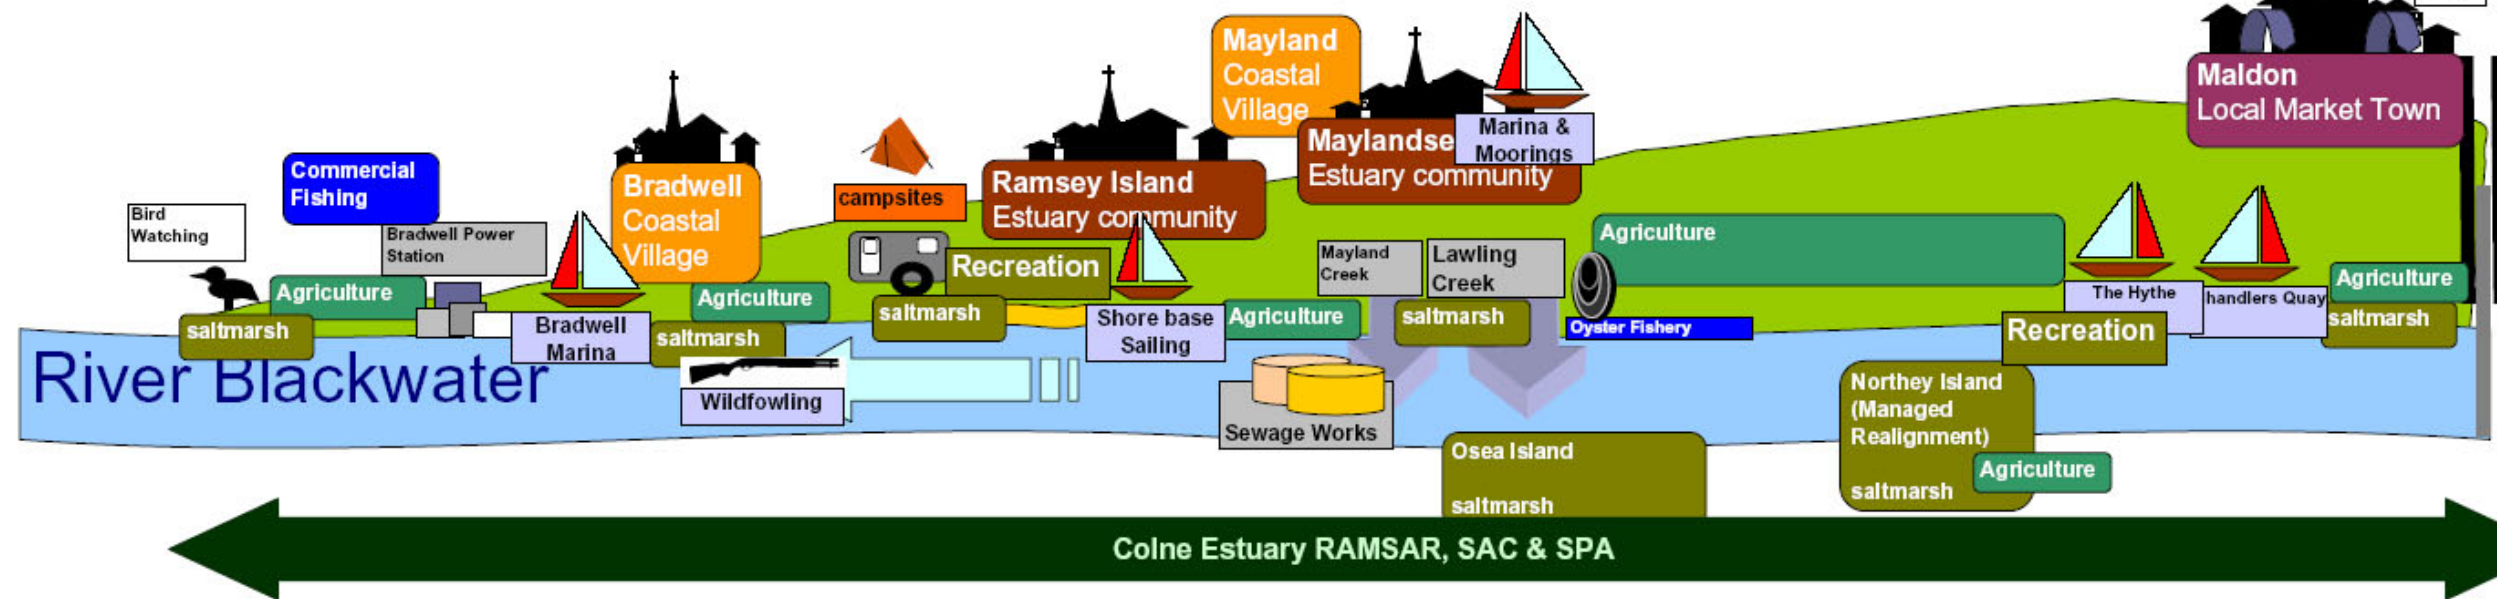 Mayland
Coastal
Village
Maldon
Local Market Town
Marina &
Moorings
Maylandse
Estuary community
Commercial
Fishing
Bradwell
Coastal
Village
campsites
Ramsey Island
Estuary community
Bird
Watching
Bradwell Power
Station
Agriculture
Recreation
Mayland
Creek
Lawling
Creek
Agriculture
Agriculture
saltmarsh
Bradwell
Marina
saltmarsh
Agriculture
saltmarsh
Shore base
Sailing
Agriculture
saltmarsh
Oyster Fishery
The Hythe
handlers Quay
Recreation
Agriculture
saltmarsh
River Blackwater
Wildfowling
Sewage Works
Northey Island
(Managed
Realignment)
saltmarsh
Agriculture
Osea Island
saltmarsh
Colne Estuary RAMSAR, SAC & SPA